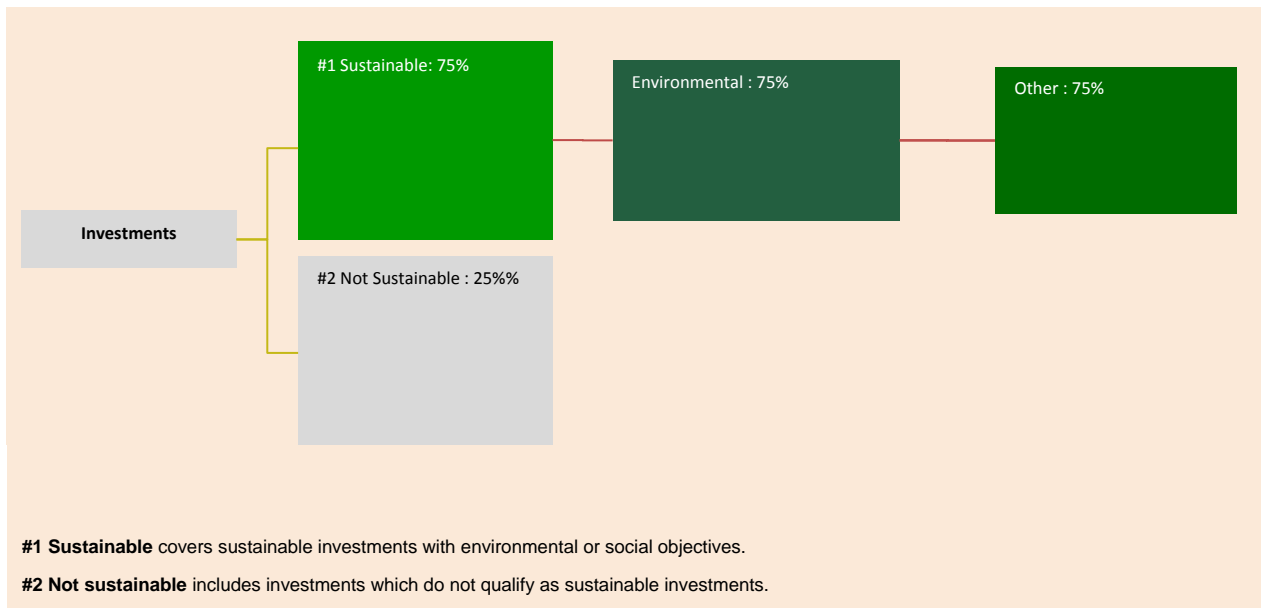 #1 Sustainable: 75%
Environmental : 75%
Other : 75%
Investments
#2 Not Sustainable : 25%%
#1 Sustainable covers sustainable investments with environmental or social objectives.
#2 Not sustainable includes investments which do not qualify as sustainable investments.